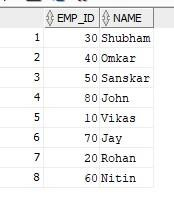 EMP_ID NAME
1 30 Shubham
2 40 Omkar
3 50 Sanskar
4 80 John
5 10 Vikas
6 70 Jay
7 20 Rohan
8 60 Nitin